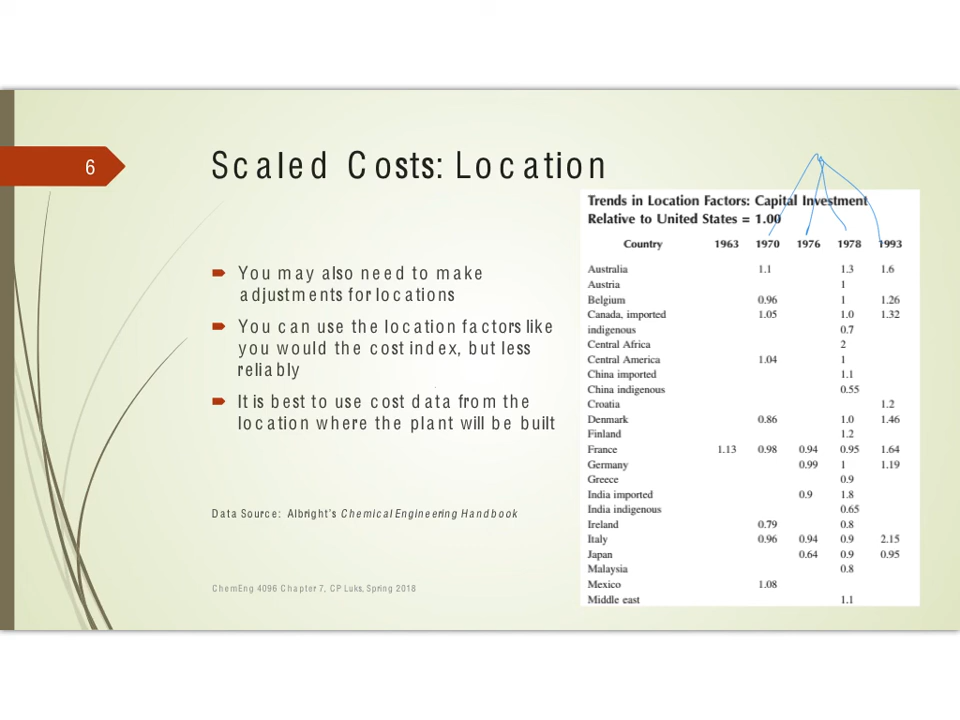 6
Scaled Costs: Location
You may also need to make
adjustments for locations
You can use the location factors like
you would the cost index, but less
reliably
It is best to use cost data from the
location where the plant will be built
Data Source: Albright's Chemical Engineering Handbook
ChemEng 4096 Chapter 7, CP Luks, Spring 2018
Trends in Location Factors: Capital Investment
Relative to United States = 1.00
Country 1963 1970 1976 1978 1993
Australia 1.1 1.3 1.6
Austria 1
Belgium 0.96 1 1.26
Canada, imported 1.05 1.0 1.32
indigenous 0.7
Central Africa 2
Central America 1.04 1
China imported 1.1
China indigenous 0.55
Croatia 1.2
Denmark 0.86 1.0 1.46
Finland 1.2
France 1.13 0.98 0.94 0.95 1.64
Germany 0.99 1 1.19
Greece 0.9
India imported 0.9 1.8
India indigenous 0.65
Ireland 0.79 0.8
Italy 0.96 0.94 0.9 2.15
Japan 0.64 0.9 0.95
Malaysia 0.8
Mexico 1.08
Middle east 1.1